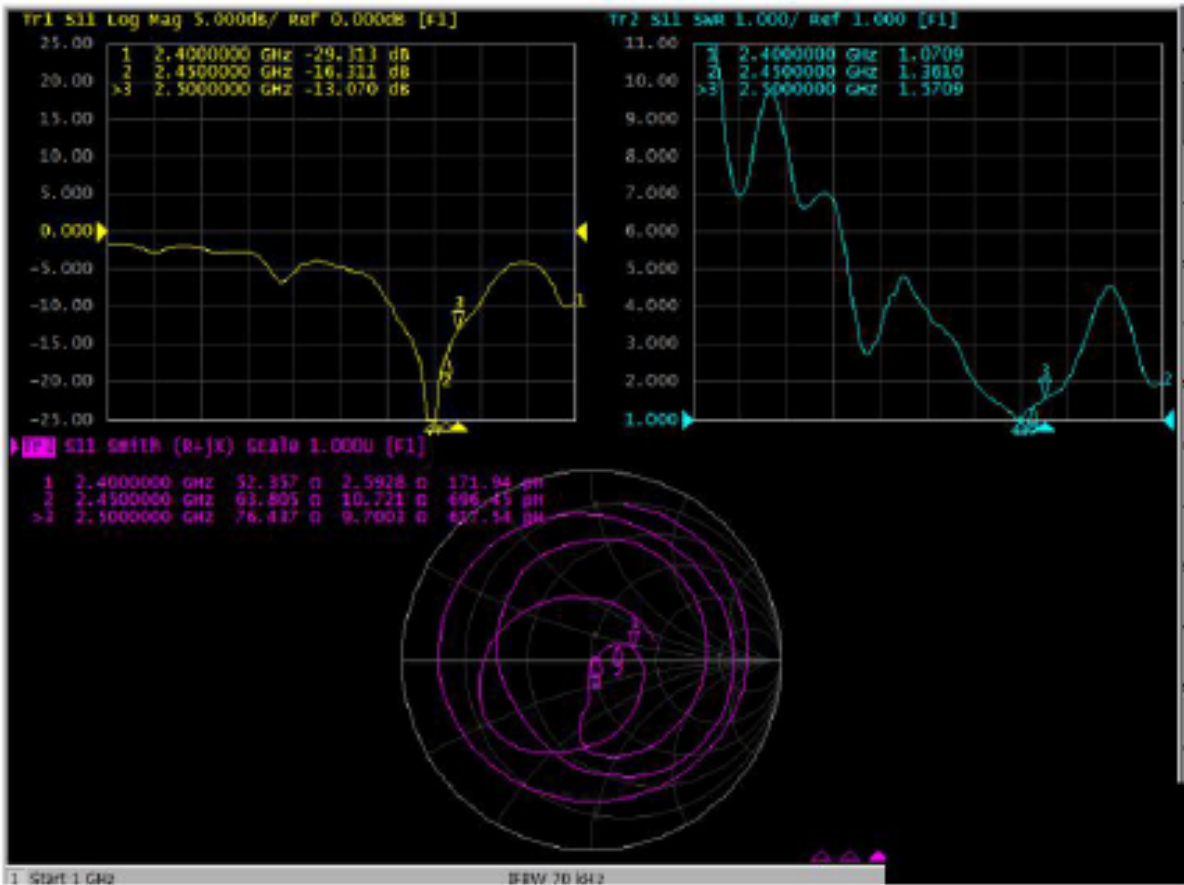 Tr1 S11 Log Mag 5.000dB/ Ref 0.000dB [F1]
25.00
20.00
15.00
10.00
5.000
0.000
-5.000
-10.00
-15.00
-20.00
-25.00
1 2.4000000 GHz -29.313 dB
2 2.4500000 GHz -16.311 dB
>3 2.5000000 GHz -13.070 dB
3
2
1
Tr2 S11 SWR 1.000/ Ref 1.000 [F1]
11.00
10.00
9.000
8.000
7.000
6.000
5.000
4.000
3.000
2.000
1.000
1 2.4000000 GHz 1.0709
2 2.4500000 GHz 1.3610
>3 2.5000000 GHz 1.5709
3
2
S11 Smith (R+jX) Scale 1.000U [F1]
1 2.4000000 GHz 52.357 Ω 2.5928 Ω 171.94 pH
2 2.4500000 GHz 63.805 Ω 10.721 Ω 696.45 pH
>3 2.5000000 GHz 76.437 Ω 9.7003 Ω pH
3
1 Start 1 GHz
IFBW 70 kHz